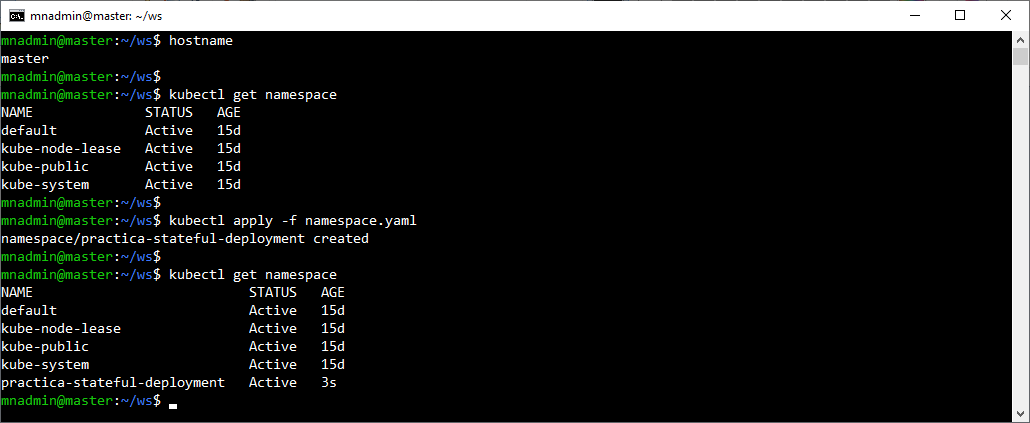 mnadmin@master: ~/ws
mnadmin@master:~/ws$ hostname
master
mnadmin@master:~/ws$
mnadmin@master:~/ws$ kubectl get namespace
NAME              STATUS   AGE
default           Active   15d
kube-node-lease   Active   15d
kube-public       Active   15d
kube-system       Active   15d
mnadmin@master:~/ws$
mnadmin@master:~/ws$ kubectl apply -f namespace.yaml
namespace/practica-stateful-deployment created
mnadmin@master:~/ws$
mnadmin@master:~/ws$ kubectl get namespace
NAME                           STATUS   AGE
default                        Active   15d
kube-node-lease                Active   15d
kube-public                    Active   15d
kube-system                    Active   15d
practica-stateful-deployment   Active   3s
mnadmin@master:~/ws$